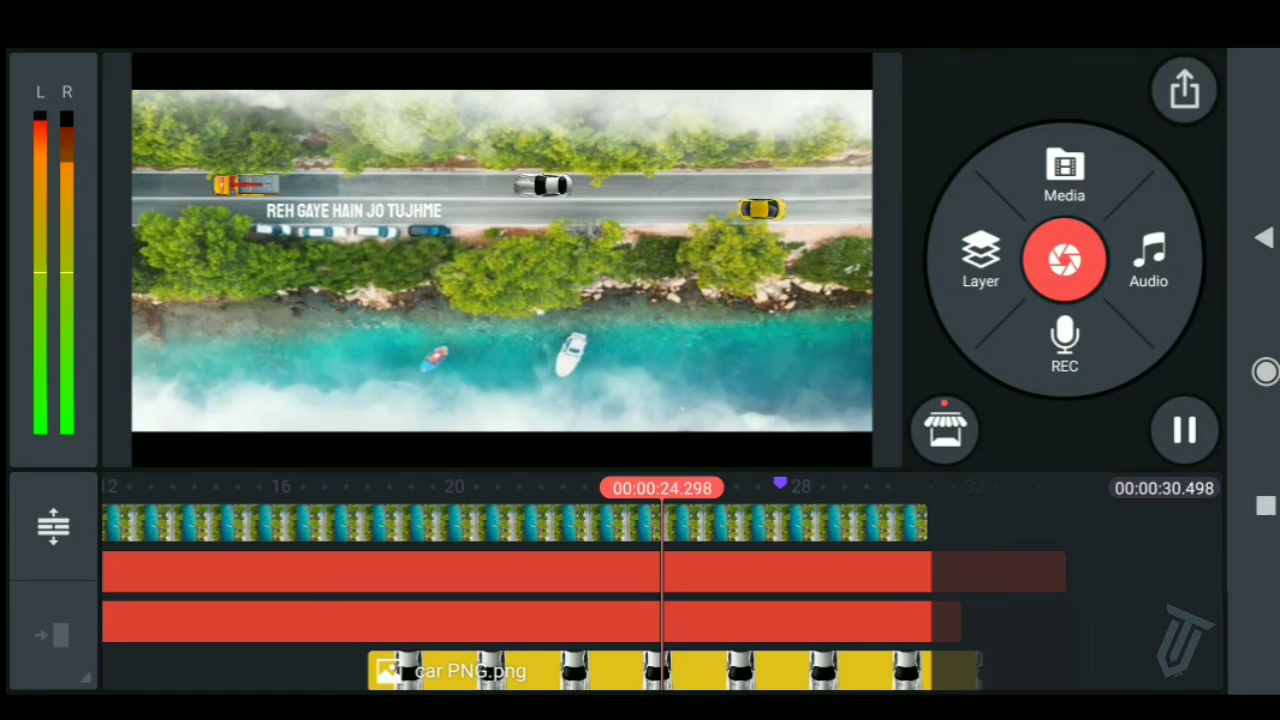 L R
REH GAYE HAIN JO TUJHME
Media
Layer
Audio
REC
12 16 20 00:00:24.298 28 32 00:00:30.498
car PNG.png